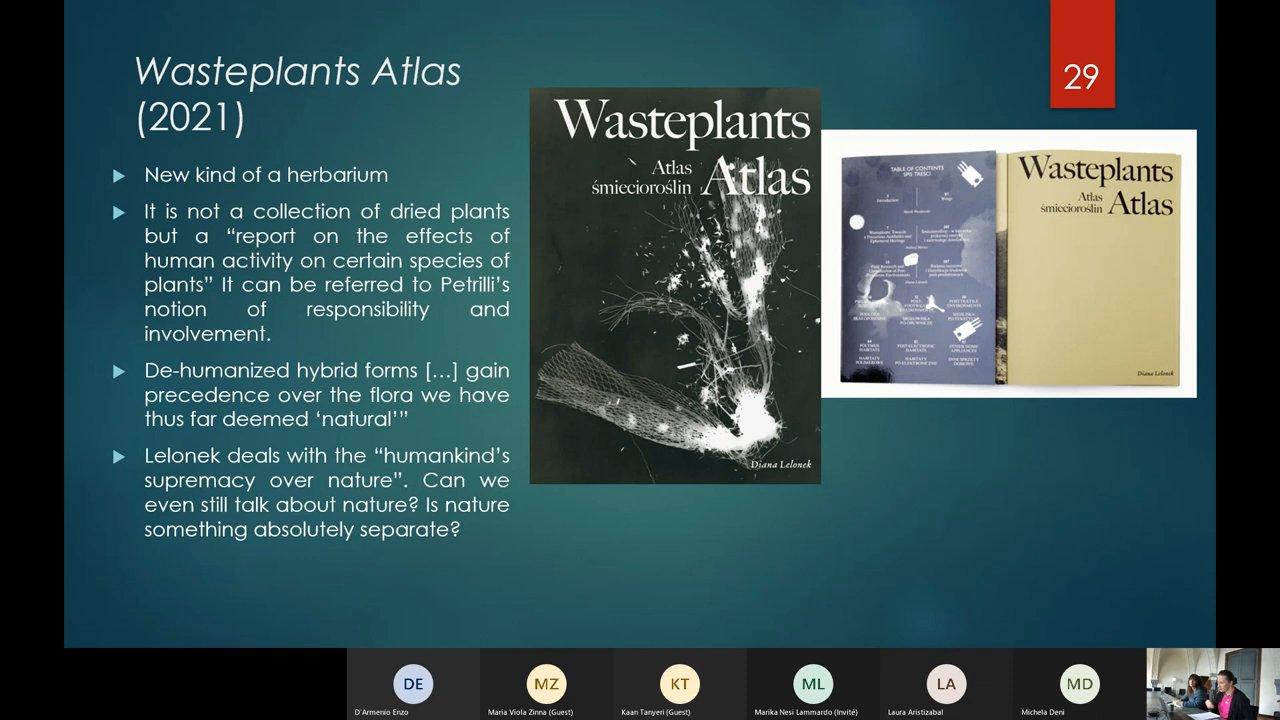 Wasteplants Atlas
(2021)
29
New kind of a herbarium
It is not a collection of dried plants
but a “report on the effects of
human activity on certain species of
plants” It can be referred to Petrilli’s
notion of responsibility and
involvement.
De-humanized hybrid forms […] gain
precedence over the flora we have
thus far deemed ‘natural’”
Lelonek deals with the “humankind’s
supremacy over nature”. Can we
even still talk about nature? Is nature
something absolutely separate?
Wasteplants
Atlas
śmiecioroślin
Atlas
Diana Lelonek
TABLE OF CONTENTS
SPIS TREŚCI
Introduction
Wstęp
Wasteplants
Atlas
śmiecioroślin
Atlas
Diana Lelonek
DE
D'Armenio Enzo
MZ
Maria Viola Zinna (Guest)
KT
Kaan Tanyeri (Guest)
ML
Marika Nesi Lammardo (Invité)
LA
Laura Aristizabal
MD
Michela Deni